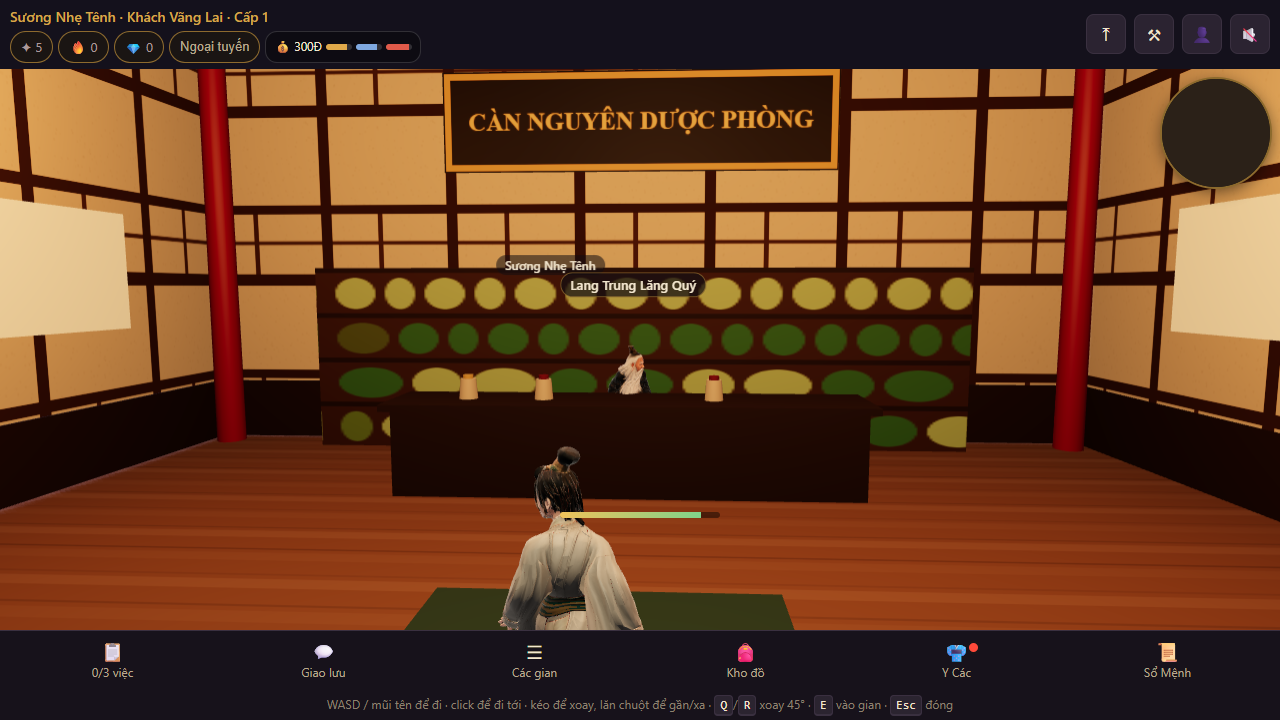 Sương Nhẹ Tênh · Khách Vãng Lai · Cấp 1
5
0
0
Ngoại tuyến
300Đ
CÀN NGUYÊN DƯỢC PHÒNG
Sương Nhẹ Tênh
Lang Trung Lãng Quý
0/3 việc
Giao lưu
Các gian
Kho đồ
Y Các
Sổ Mệnh
WASD / mũi tên để đi · click để đi tới · kéo để xoay, lăn chuột để gần/xa · Q / R xoay 45° · E vào gian · Esc đóng